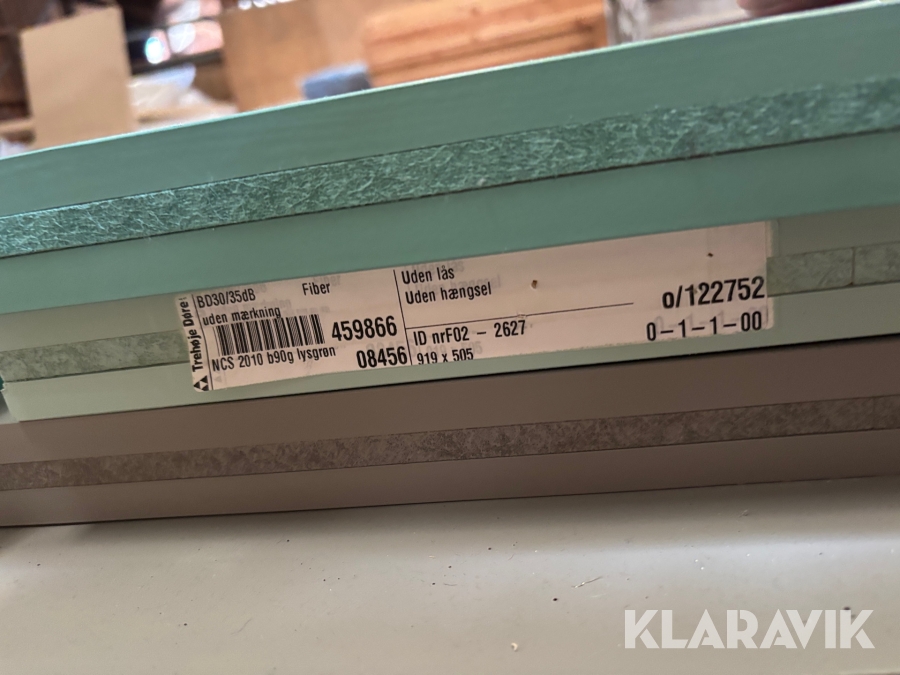 Trehøje Døre
BD30/35dB Fiber
uden mærkning
459866
NCS 2010 b90g lysgrøn 08456
Uden lås
Uden hængsel
o/122752
ID nrF02 - 2627 0-1-1-00
919 x 505
KLARAVIK